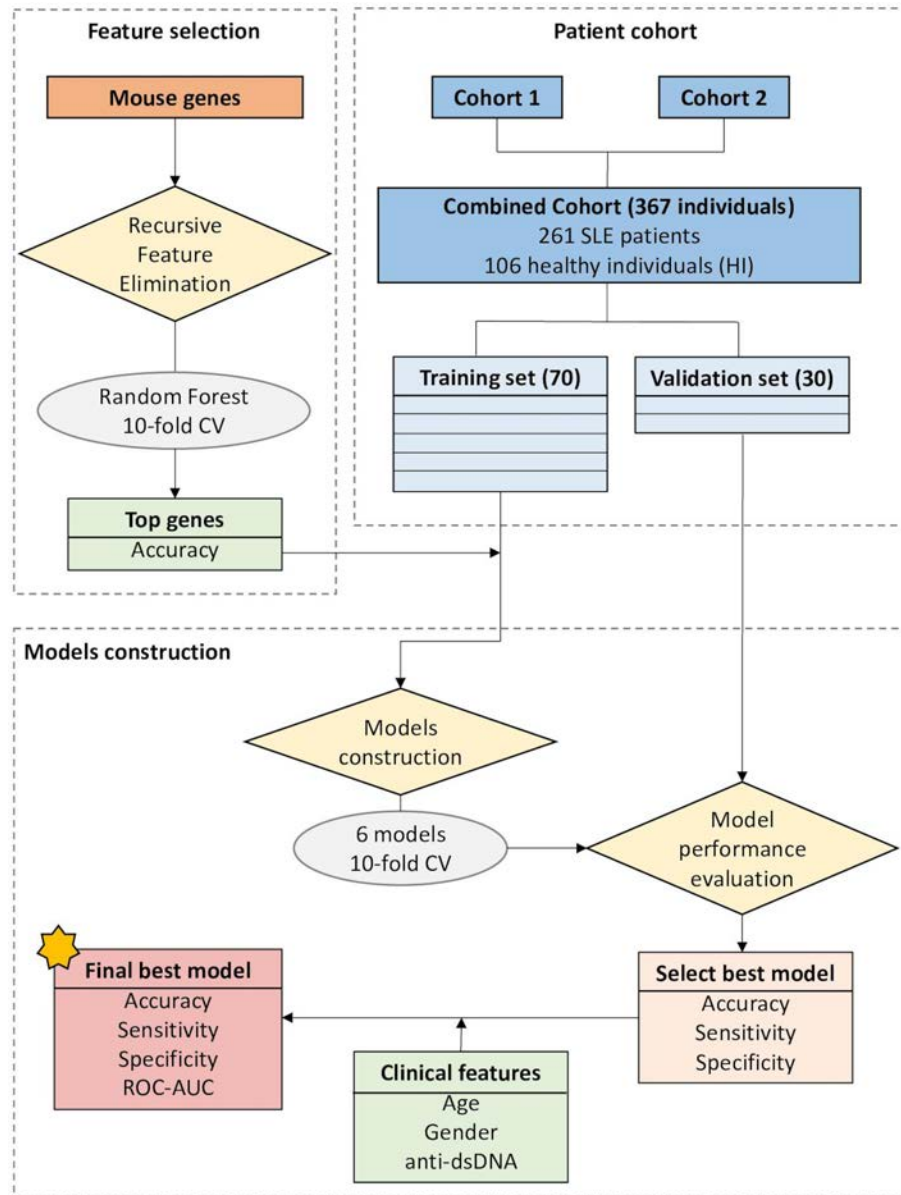 Feature selection
Mouse genes
Recursive
Feature
Elimination
Random Forest
10-fold CV
Top genes
Accuracy
Patient cohort
Cohort 1
Cohort 2
Combined Cohort (367 individuals)
261 SLE patients
106 healthy individuals (HI)
Training set (70)
Validation set (30)
Models construction
Models
construction
6 models
10-fold CV
Model
performance
evaluation
Select best model
Accuracy
Sensitivity
Specificity
Clinical features
Age
Gender
anti-dsDNA
Final best model
Accuracy
Sensitivity
Specificity
ROC-AUC